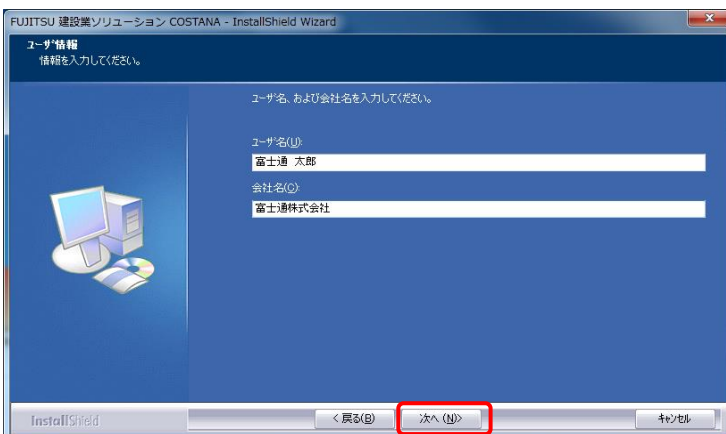 FUJITSU 建設業ソリューション COSTANA - InstallShield Wizard
ユーザ情報
情報を入力してください。
ユーザ名、および会社名を入力してください。
ユーザ名(U):
富士通 太郎
会社名(C):
富士通株式会社
InstallShield
< 戻る(B)
次へ (N)>
キャンセル